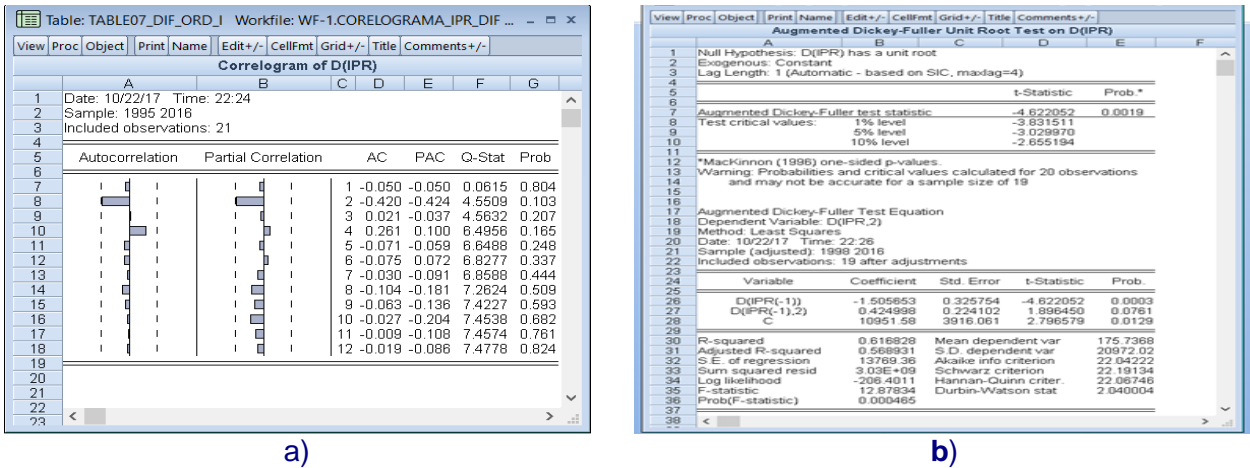 Table: TABLE07_DIF_ORD_I Workfile: WF-1.CORELOGRAMA_IPR_DIF ...
View Proc Object Print Name Edit+/- CellFmt Grid+/- Title Comments+/-
Correlogram of D(IPR)
A B C D E F G
1 Date: 10/22/17 Time: 22:24
2 Sample: 1995 2016
3 Included observations: 21
4
5 Autocorrelation Partial Correlation AC PAC Q-Stat Prob
6
7 1 -0.050 -0.050 0.0615 0.804
8 2 -0.420 -0.424 4.5509 0.103
9 3 0.021 -0.037 4.5632 0.207
10 4 0.261 0.100 6.4956 0.165
11 5 -0.071 -0.059 6.6488 0.248
12 6 -0.075 0.072 6.8277 0.337
13 7 -0.030 -0.091 6.8588 0.444
14 8 -0.104 -0.181 7.2624 0.509
15 9 -0.063 -0.136 7.4227 0.593
16 10 -0.027 -0.204 7.4538 0.682
17 11 -0.009 -0.108 7.4574 0.761
18 12 -0.019 -0.086 7.4778 0.824
19
20
21
22
23
a)
View Proc Object Print Name Edit+/- CellFmt Grid+/- Title Comments+/-
Augmented Dickey-Fuller Unit Root Test on D(IPR)
A B C D E F
1 Null Hypothesis: D(IPR) has a unit root
2 Exogenous: Constant
3 Lag Length: 1 (Automatic - based on SIC, maxlag=4)
4
5 t-Statistic Prob.*
6
7 Augmented Dickey-Fuller test statistic -4.622052 0.0019
8 Test critical values: 1% level -3.831511
9 5% level -3.029970
10 10% level -2.655194
11
12 *MacKinnon (1996) one-sided p-values.
13 Warning: Probabilities and critical values calculated for 20 observations
14 and may not be accurate for a sample size of 19
15
16
17 Augmented Dickey-Fuller Test Equation
18 Dependent Variable: D(IPR,2)
19 Method: Least Squares
20 Date: 10/22/17 Time: 22:26
21 Sample (adjusted): 1998 2016
22 Included observations: 19 after adjustments
23
24 Variable Coefficient Std. Error t-Statistic Prob.
25
26 D(IPR(-1)) -1.505653 0.325754 -4.622052 0.0003
27 D(IPR(-1),2) 0.424998 0.224102 1.896450 0.0761
28 C 10951.58 3916.061 2.796579 0.0129
29
30 R-squared 0.616828 Mean dependent var 175.7368
31 Adjusted R-squared 0.568931 S.D. dependent var 20972.02
32 S.E. of regression 13769.36 Akaike info criterion 22.04222
33 Sum squared resid 3.03E+09 Schwarz criterion 22.19134
34 Log likelihood -206.4011 Hannan-Quinn criter. 22.06746
35 F-statistic 12.87834 Durbin-Watson stat 2.040004
36 Prob(F-statistic) 0.000465
37
38
b)